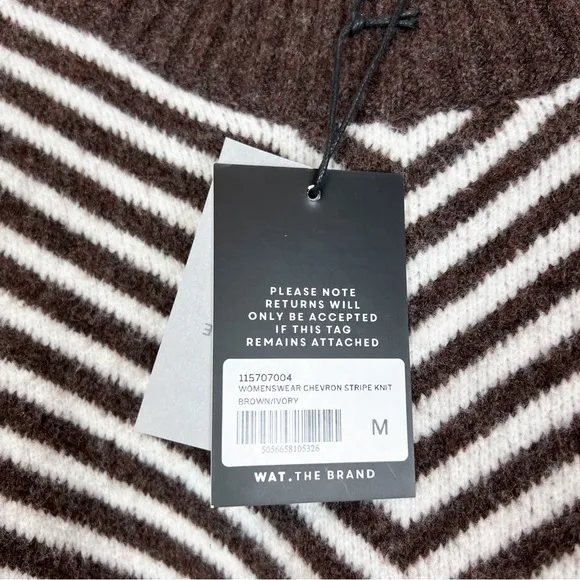 PLEASE NOTE
RETURNS WILL
ONLY BE ACCEPTED
IF THIS TAG
REMAINS ATTACHED
115707004
WOMENSWEAR CHEVRON STRIPE KNIT
BROWN/IVORY
M
5056658105326
WAT.THE BRAND